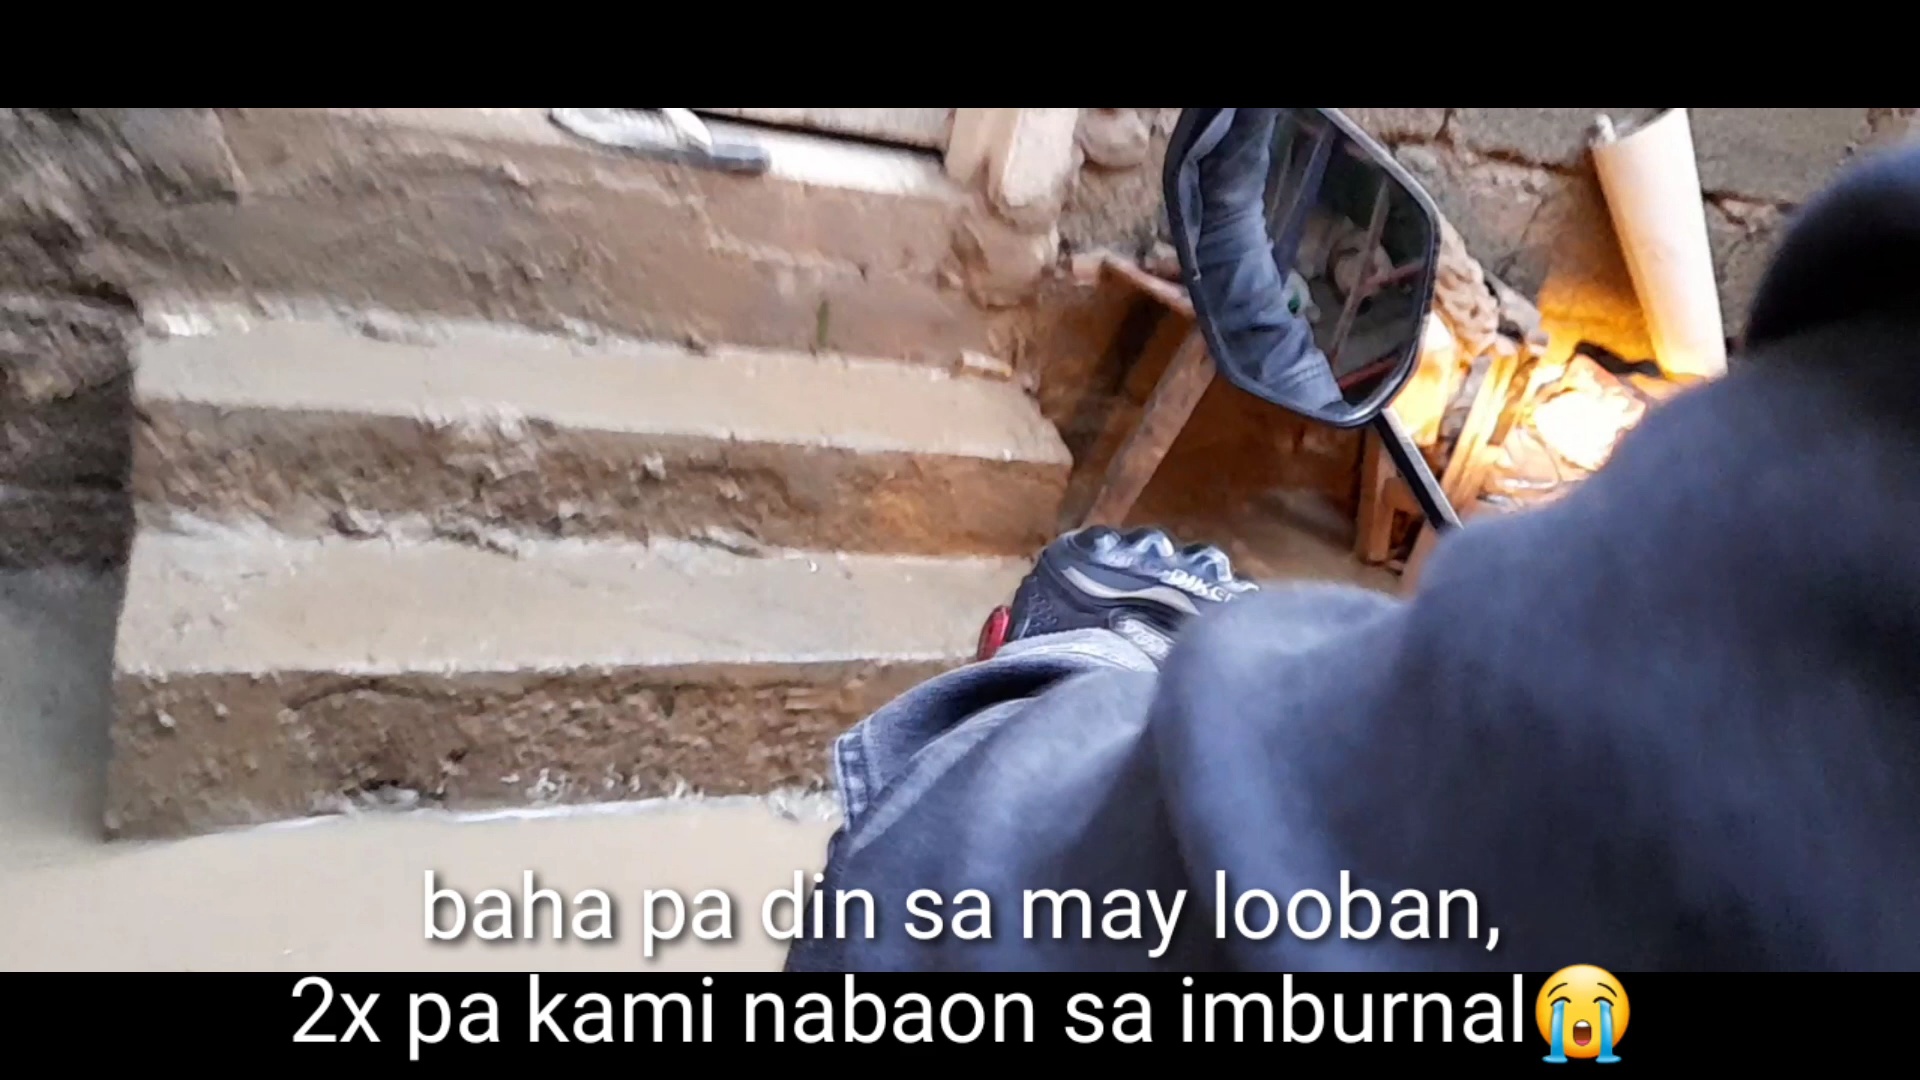 baha pa din sa may looban,
2x pa kami nabaon sa imburnal😭